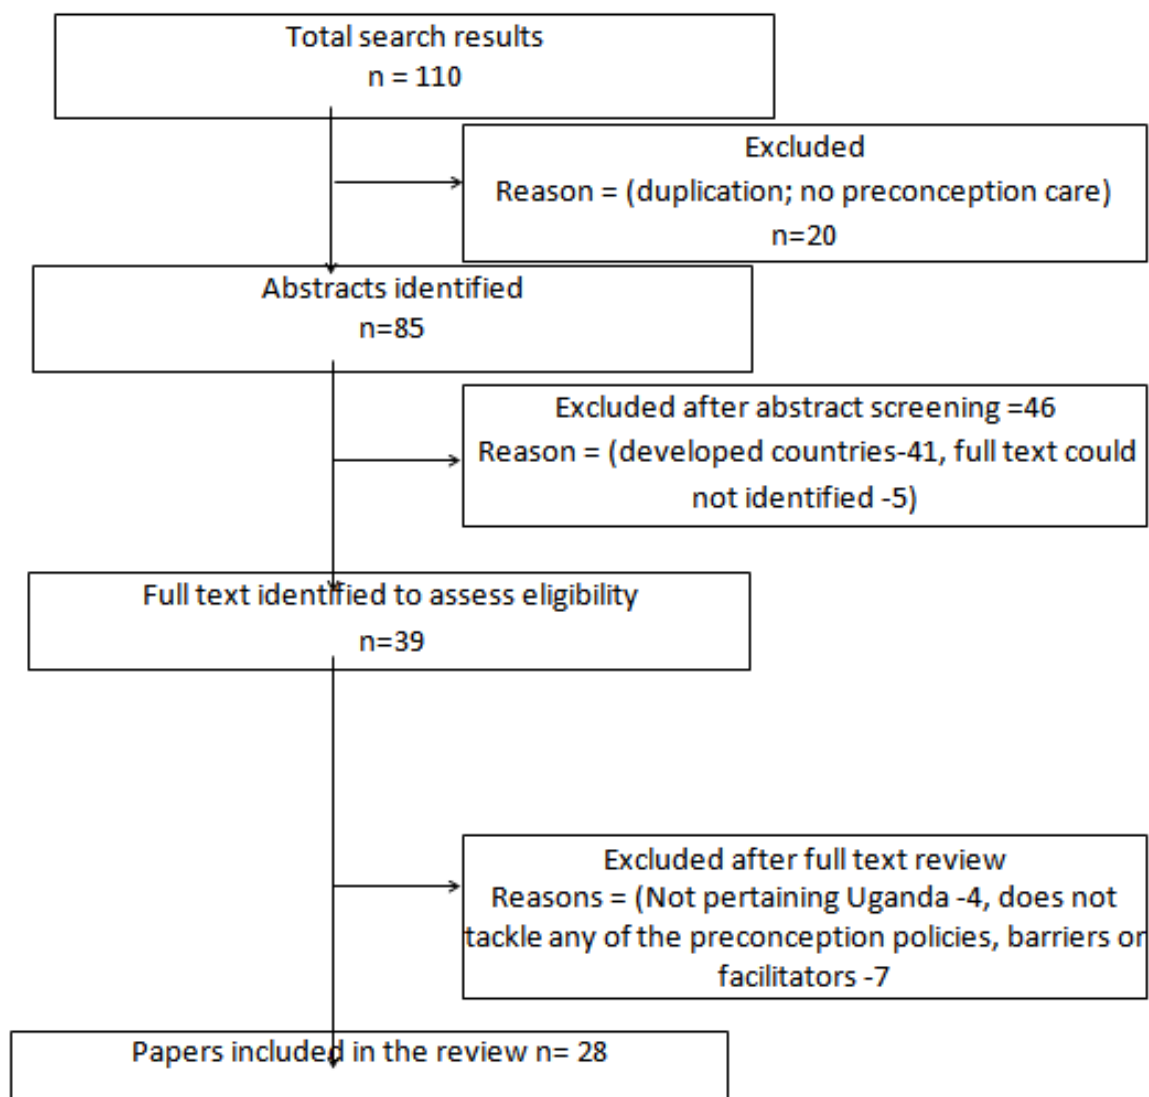 Total search results
n = 110
Excluded
Reason = (duplication; no preconception care)
n=20
Abstracts identified
n=85
Excluded after abstract screening =46
Reason = (developed countries-41, full text could
not identified -5)
Full text identified to assess eligibility
n=39
Excluded after full text review
Reasons = (Not pertaining Uganda -4, does not
tackle any of the preconception policies, barriers or
facilitators -7
Papers included in the review n= 28